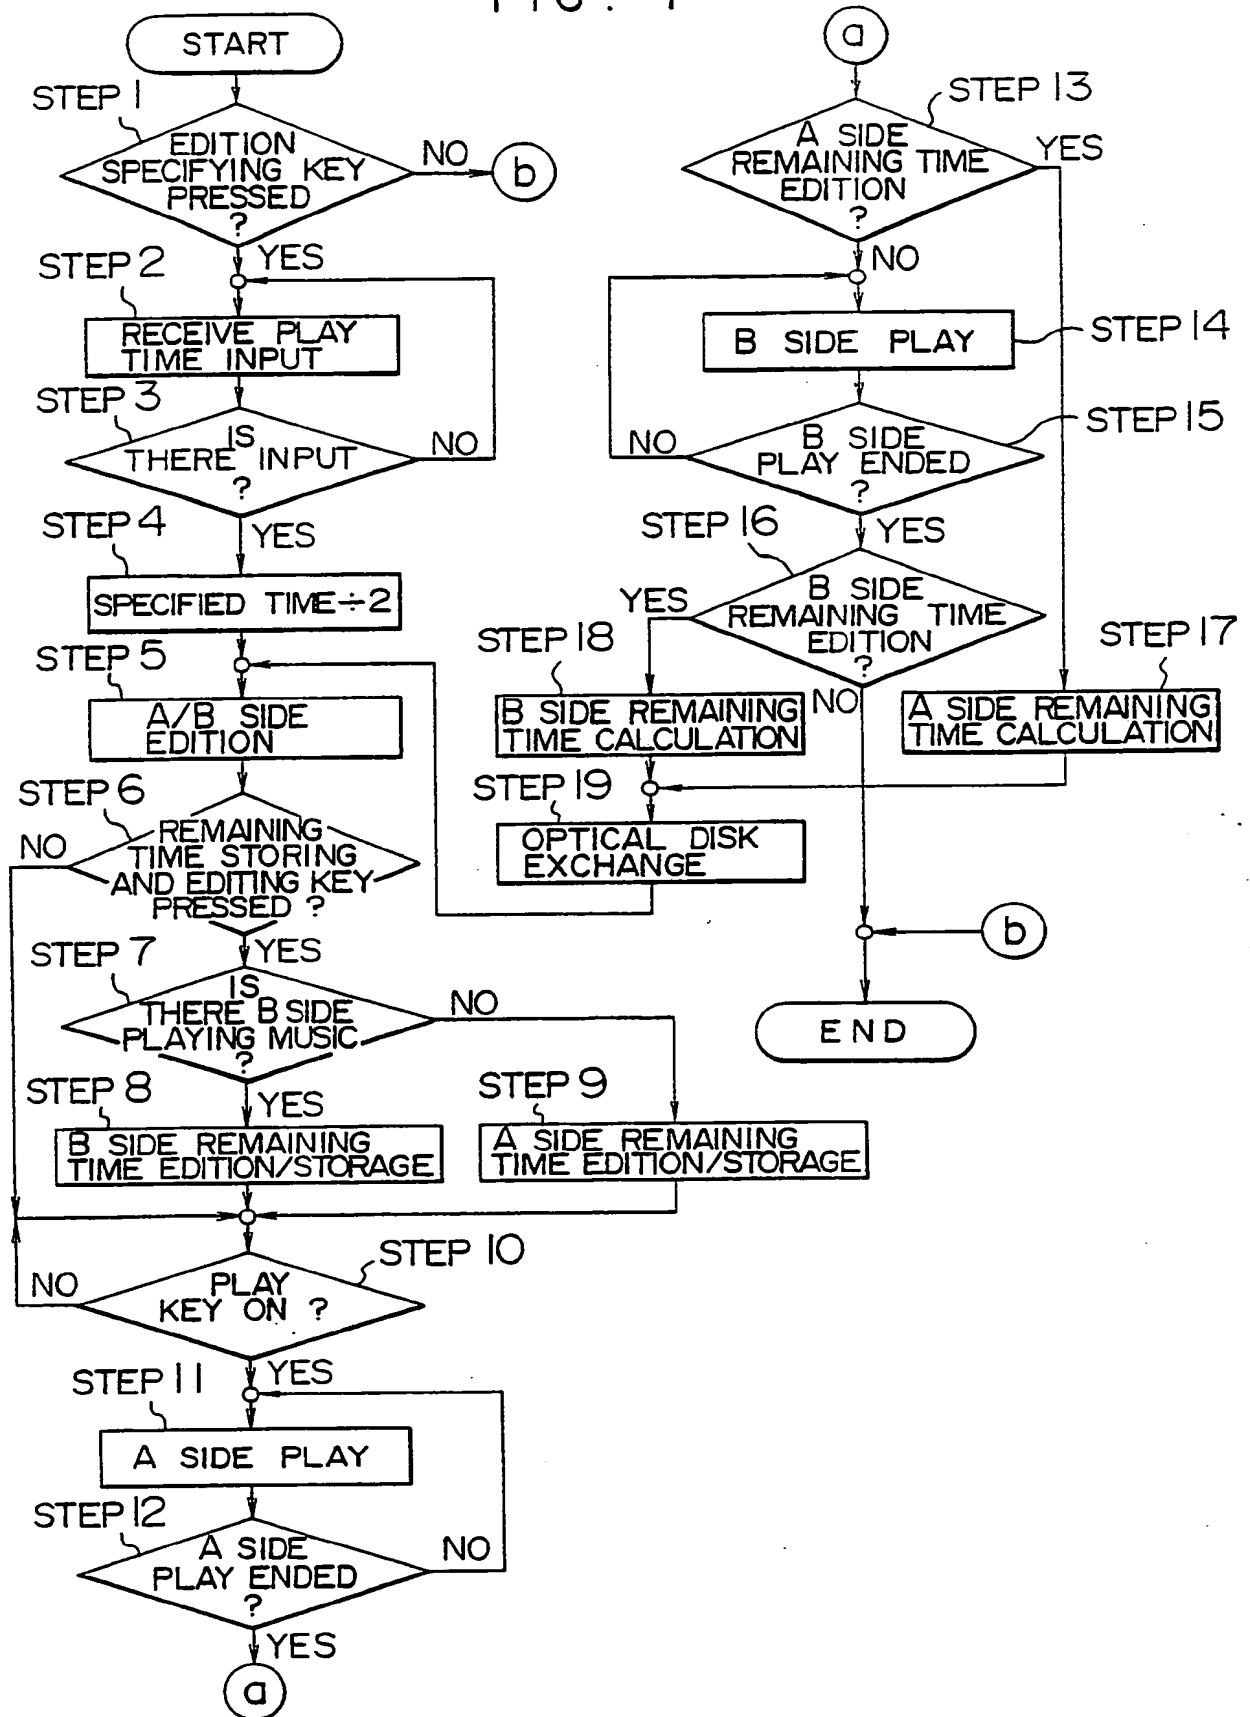 START
STEP 1
EDITION
SPECIFYING KEY
PRESSED
?
NO
b
YES
STEP 2
RECEIVE PLAY
TIME INPUT
STEP 3
IS
THERE INPUT
?
NO
YES
STEP 4
SPECIFIED TIME÷2
STEP 5
A/B SIDE
EDITION
STEP 6
REMAINING
TIME STORING
AND EDITING KEY
PRESSED ?
NO
YES
STEP 7
IS
THERE B SIDE
PLAYING MUSIC
?
NO
YES
STEP 8
B SIDE REMAINING
TIME EDITION/STORAGE
STEP 9
A SIDE REMAINING
TIME EDITION/STORAGE
STEP 10
PLAY
KEY ON ?
NO
YES
STEP 11
A SIDE PLAY
STEP 12
A SIDE
PLAY ENDED
?
NO
YES
a
a
STEP 13
A SIDE
REMAINING TIME
EDITION
?
YES
NO
B SIDE PLAY
STEP 14
STEP 15
B SIDE
PLAY ENDED
?
NO
YES
STEP 16
B SIDE
REMAINING TIME
EDITION
?
YES
NO
STEP 17
A SIDE REMAINING
TIME CALCULATION
STEP 18
B SIDE REMAINING
TIME CALCULATION
STEP 19
OPTICAL DISK
EXCHANGE
b
END